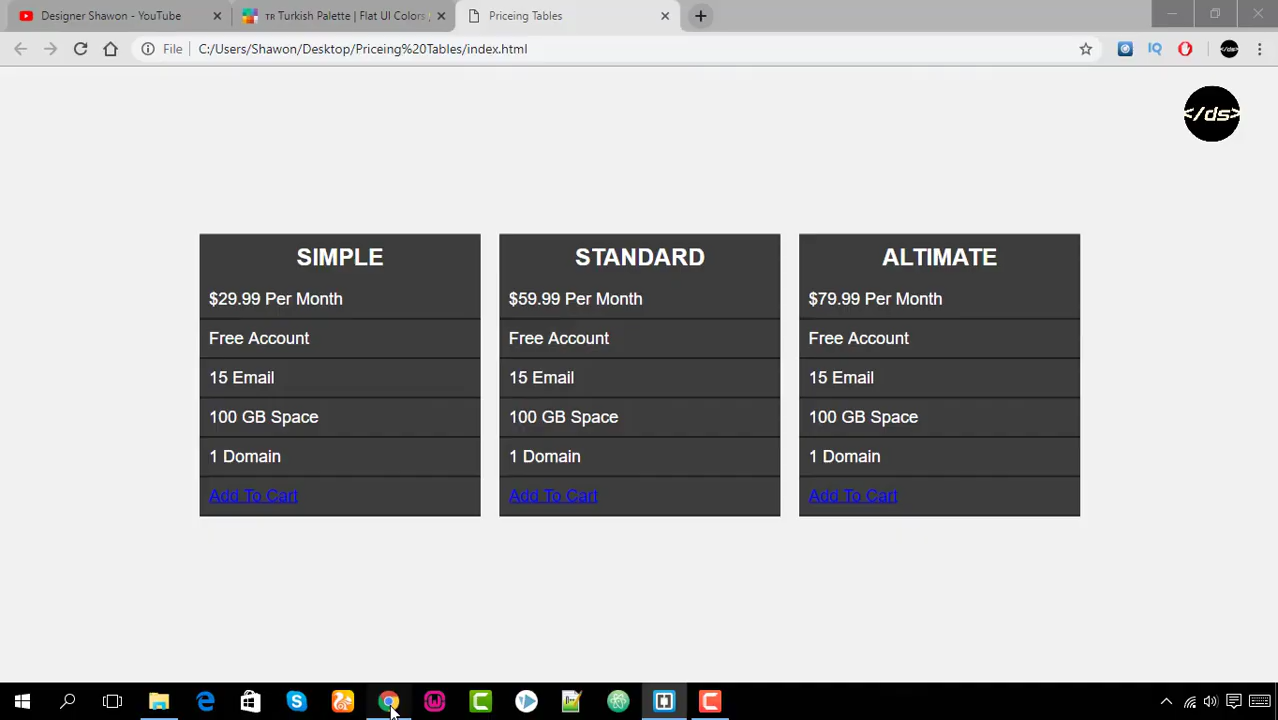 Designer Shawon - YouTube
TR Turkish Palette | Flat UI Colors
Priceing Tables
File
C:/Users/Shawon/Desktop/Priceing%20Tables/index.html
IQ
</ds>
</ds>
SIMPLE
$29.99 Per Month
Free Account
15 Email
100 GB Space
1 Domain
Add To Cart
STANDARD
$59.99 Per Month
Free Account
15 Email
100 GB Space
1 Domain
Add To Cart
ALTIMATE
$79.99 Per Month
Free Account
15 Email
100 GB Space
1 Domain
Add To Cart